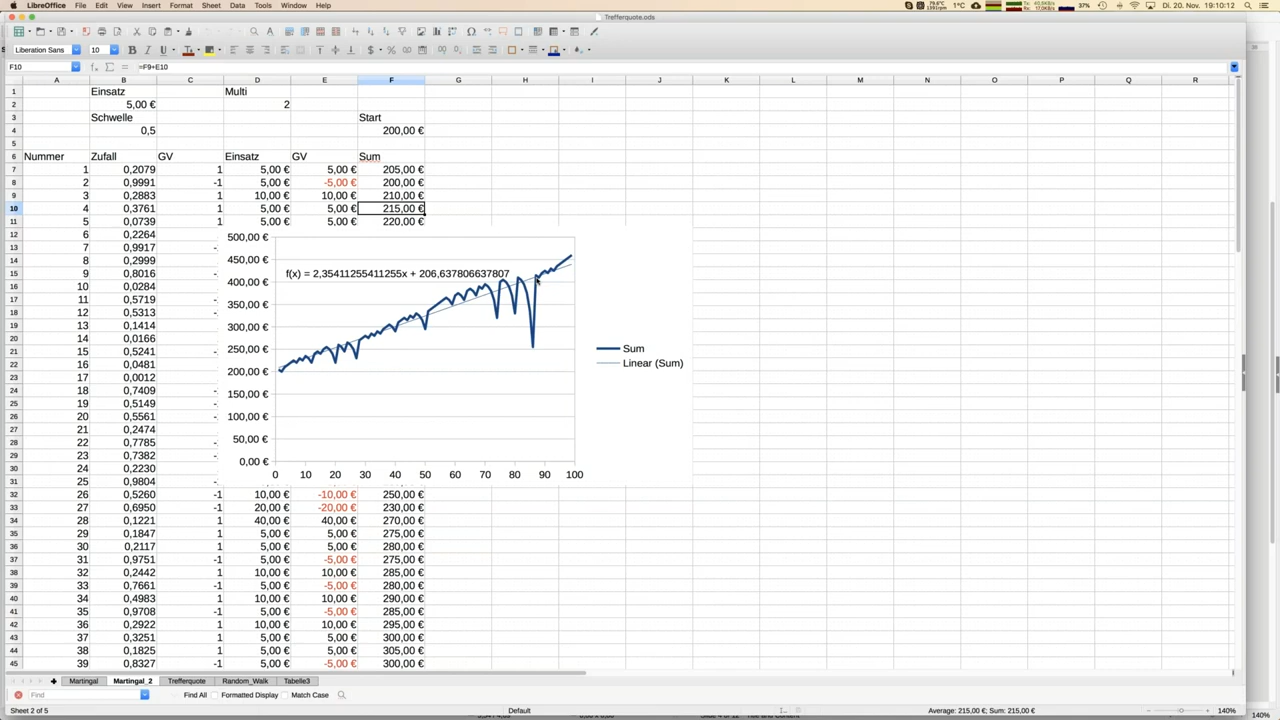 LibreOffice File Edit View Insert Format Sheet Data Tools Window Help 79.6°C 1391rpm 1°C 37% Di. 20. Nov. 19:10:12
Trefferquote.ods
Liberation Sans 10
F10 =F9+E10
A B C D E F G H I J K L M N O P Q R
1 Einsatz Multi
2 5,00 € 2
3 Schwelle Start
4 0,5 200,00 €
5
6 Nummer Zufall GV Einsatz GV Sum
7 1 0,2079 1 5,00 € 5,00 € 205,00 €
8 2 0,9991 -1 5,00 € -5,00 € 200,00 €
9 3 0,2883 1 10,00 € 10,00 € 210,00 €
10 4 0,3761 1 5,00 € 5,00 € 215,00 €
11 5 0,0739 1 5,00 € 5,00 € 220,00 €
12 6 0,2264
13 7 0,9917 -
14 8 0,2999
15 9 0,8016 -
16 10 0,0284
17 11 0,5719 -
18 12 0,5313 -
19 13 0,1414
20 14 0,0166
21 15 0,5241 -
22 16 0,0481
23 17 0,0012
24 18 0,7409 -
25 19 0,5149 -
26 20 0,5561 -
27 21 0,2474
28 22 0,7785 -
29 23 0,7382 -
30 24 0,2230
31 25 0,9804 -
500,00 €
450,00 €
f(x) = 2,35411255411255x + 206,637806637807
400,00 €
350,00 €
300,00 €
250,00 €
200,00 €
150,00 €
100,00 €
50,00 €
0,00 €
0 10 20 30 40 50 60 70 80 90 100
Sum
Linear (Sum)
32 26 0,5260 -1 10,00 € -10,00 € 250,00 €
33 27 0,6950 -1 20,00 € -20,00 € 230,00 €
34 28 0,1221 1 40,00 € 40,00 € 270,00 €
35 29 0,1847 1 5,00 € 5,00 € 275,00 €
36 30 0,2117 1 5,00 € 5,00 € 280,00 €
37 31 0,9751 -1 5,00 € -5,00 € 275,00 €
38 32 0,2442 1 10,00 € 10,00 € 285,00 €
39 33 0,7661 -1 5,00 € -5,00 € 280,00 €
40 34 0,4983 1 10,00 € 10,00 € 290,00 €
41 35 0,9708 -1 5,00 € -5,00 € 285,00 €
42 36 0,2922 1 10,00 € 10,00 € 295,00 €
43 37 0,3251 1 5,00 € 5,00 € 300,00 €
44 38 0,1825 1 5,00 € 5,00 € 305,00 €
45 39 0,8327 -1 5,00 € -5,00 € 300,00 €
Martingal Martingal_2 Trefferquote Random_Walk Tabelle3
Find Find All Formatted Display Match Case
Sheet 2 of 5 Default Average: 215,00 €; Sum: 215,00 € 140%
140%